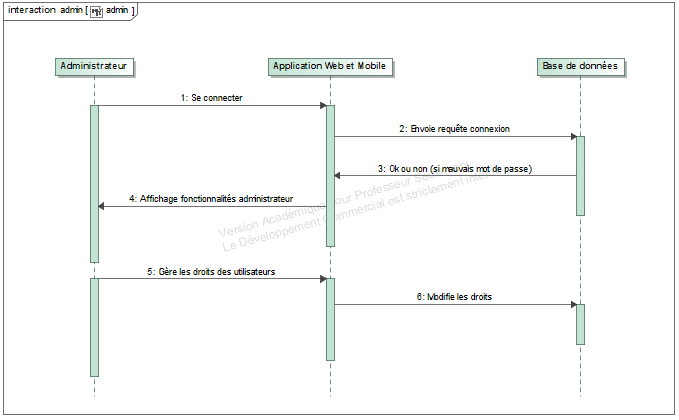 interaction admin [ admin ]
Administrateur
Application Web et Mobile
Base de données
1: Se connecter
2: Envoie requête connexion
3: Ok ou non (si mauvais mot de passe)
4: Affichage fonctionnalités administrateur
Version Académique pour Professeur Seulement
Le Développement Commercial est strictement
5: Gère les droits des utilisateurs
6: Modifie les droits